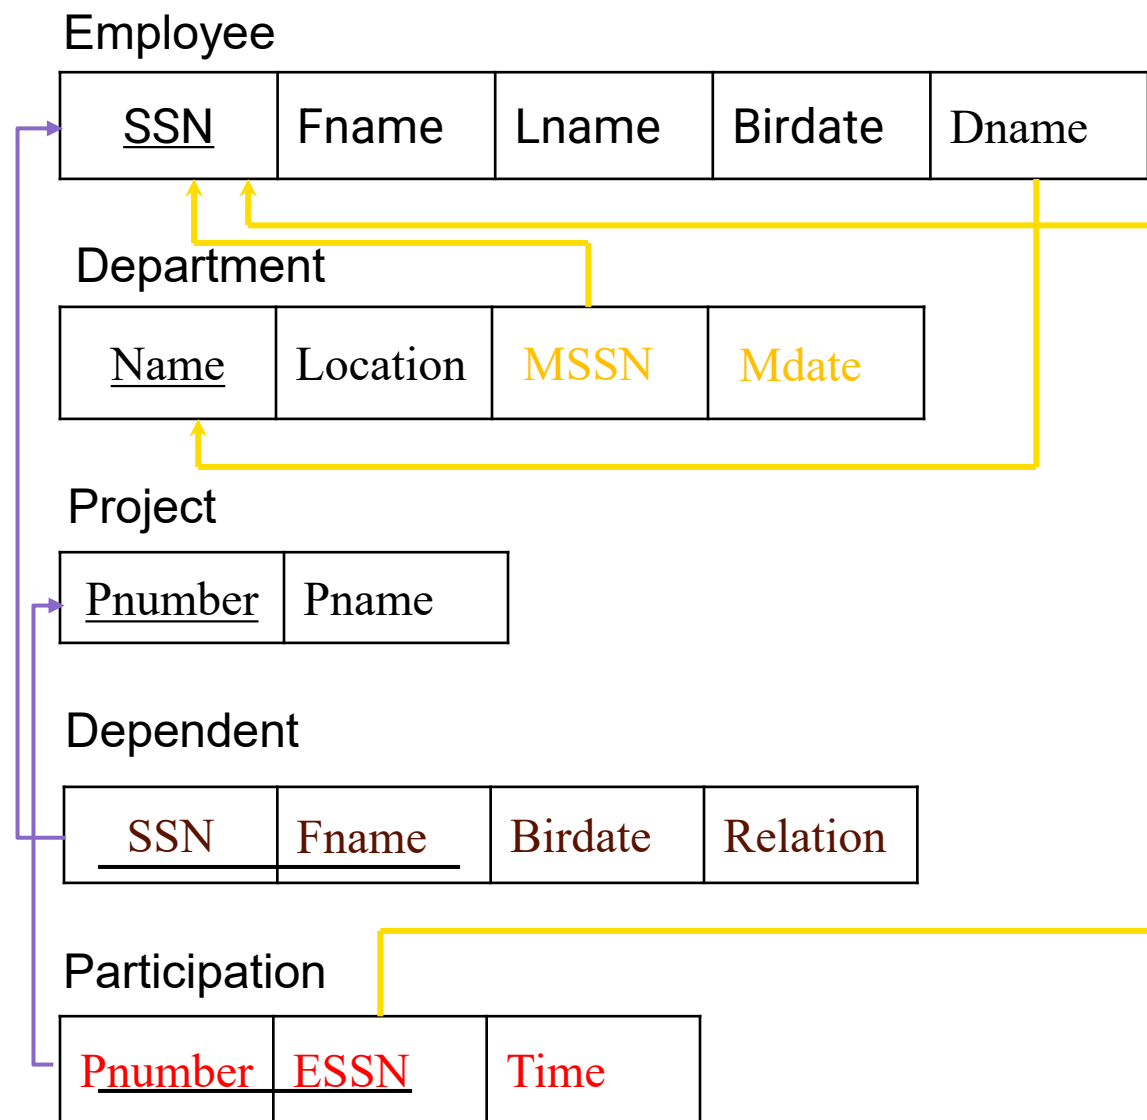 Employee
SSN Fname Lname Birdate Dname
Department
Name Location MSSN Mdate
Project
Pnumber Pname
Dependent
SSN Fname Birdate Relation
Participation
Pnumber ESSN Time